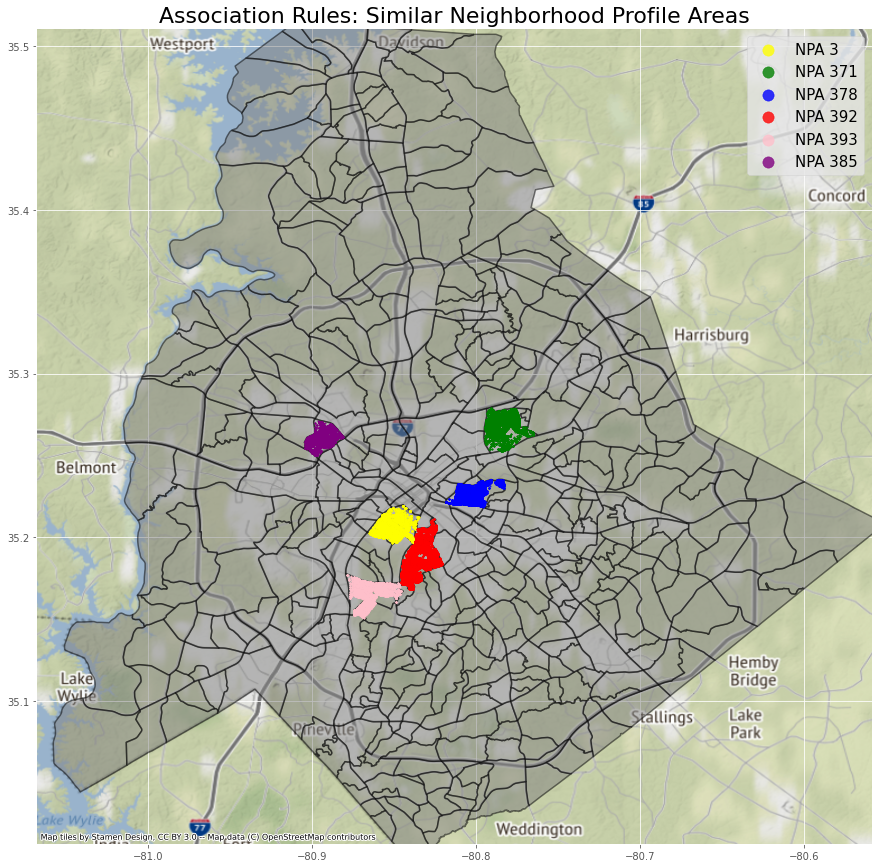 Association Rules: Similar Neighborhood Profile Areas
Westport
Davidson
NPA 3
NPA 371
NPA 378
NPA 392
NPA 393
NPA 385
85
Concord
Harrisburg
Belmont
Lake
Wylie
Hemby
Bridge
Stallings
Lake
Park
Pineville
Lake Wylie
77
Weddington
Map tiles by Stamen Design, CC BY 3.0 -- Map data (C) OpenStreetMap contributors
35.5
35.4
35.3
35.2
35.1
−81.0
−80.9
−80.8
−80.7
−80.6